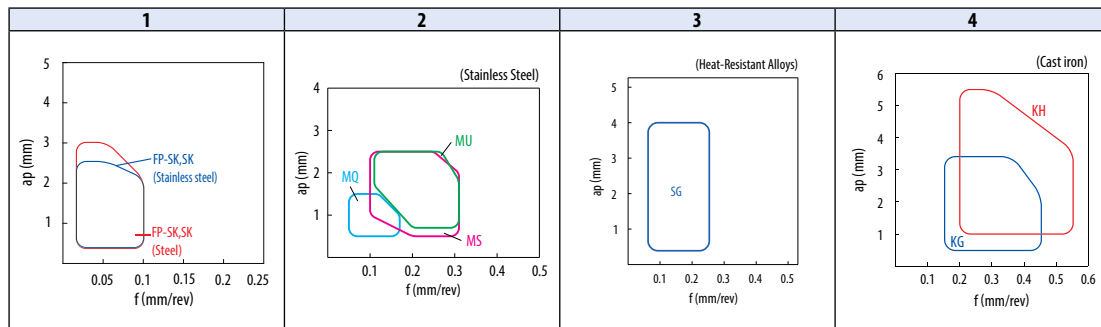 1
2
3
4
5
4
3
2
1
ap (mm)
FP-SK,SK
(Stainless steel)
FP-SK,SK
(Steel)
0.05 0.1 0.15 0.2 0.25
f (mm/rev)
(Stainless Steel)
4
3
2
1
ap (mm)
MU
MQ
MS
0.1 0.2 0.3 0.4 0.5
f (mm/rev)
(Heat-Resistant Alloys)
5
4
3
2
1
ap (mm)
SG
0.1 0.2 0.3 0.4 0.5
f (mm/rev)
(Cast iron)
6
5
4
3
2
1
ap (mm)
KH
KG
0.1 0.2 0.3 0.4 0.5 0.6
f (mm/rev)